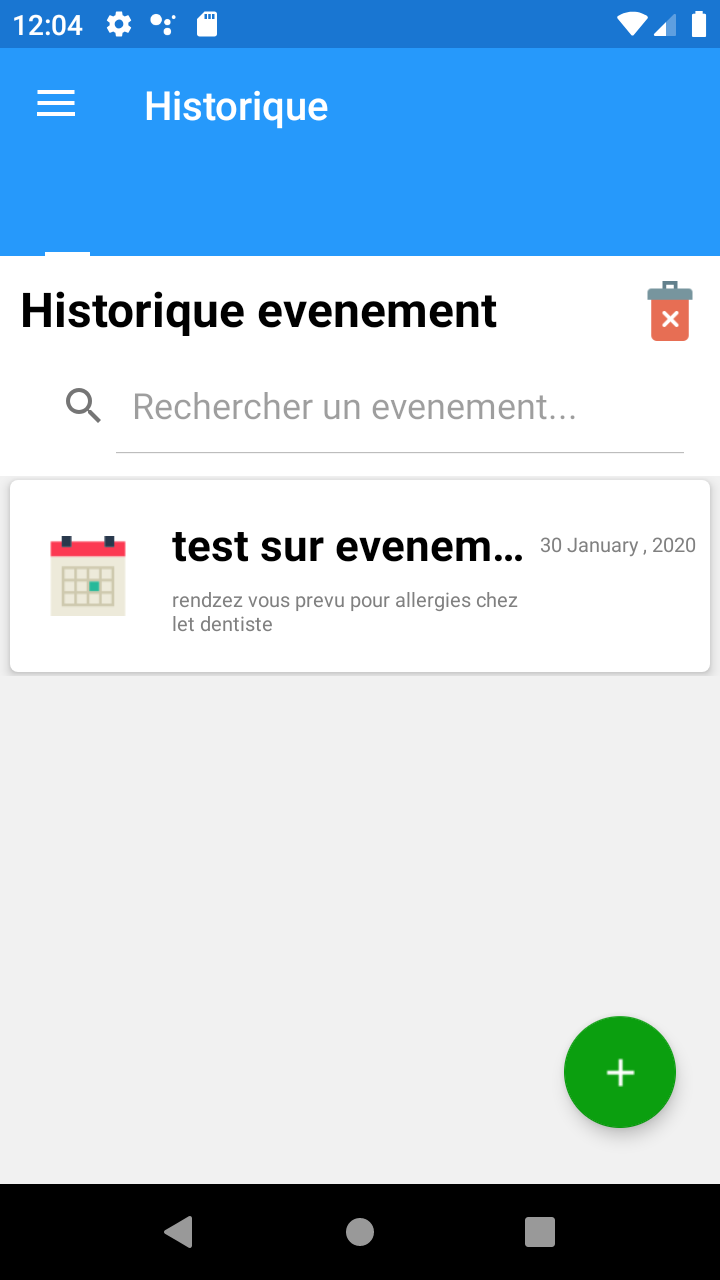 12:04
Historique
Historique evenement
Rechercher un evenement...
test sur evenem...
30 January , 2020
rendzez vous prevu pour allergies chez
let dentiste